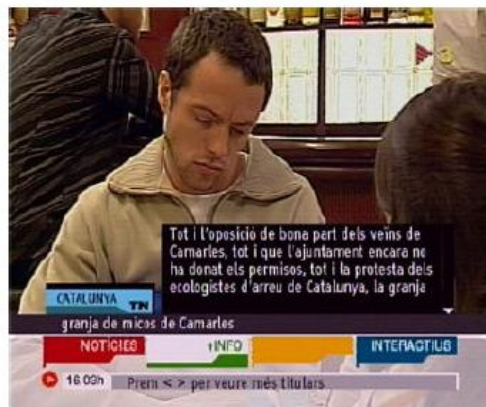 Tot i l'oposició de bona part dels veïns de
Camarles, tot i que l'ajuntament encara no
ha donat els permisos, tot i la protesta dels
ecologistes d'arreu de Catalunya, la granja
CATALUNYA TN
granja de micos de Camarles
NOTÍCIES +INFO INTERACTIUS
16:03h Prem < > per veure més titulars